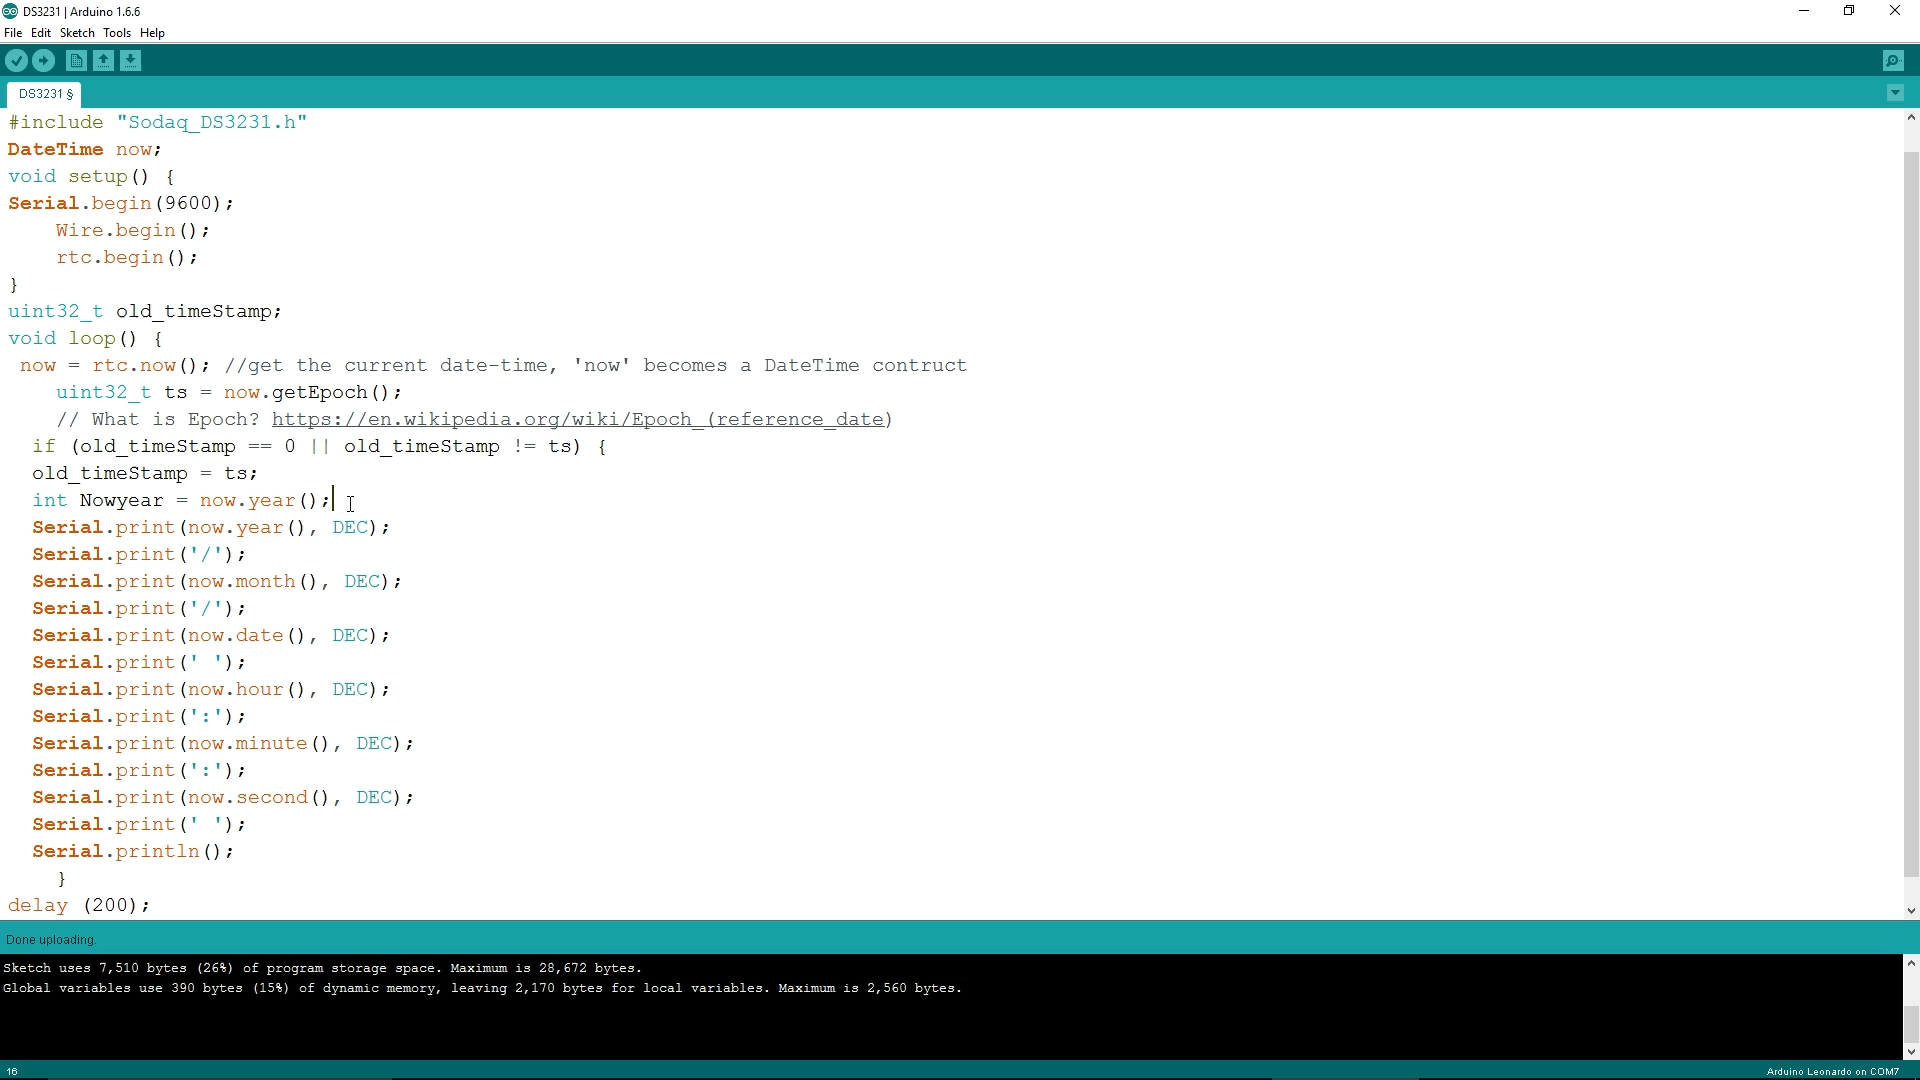 DS3231 | Arduino 1.6.6
File Edit Sketch Tools Help
DS3231 §
#include "Sodaq_DS3231.h"
DateTime now;
void setup() {
Serial.begin(9600);
    Wire.begin();
    rtc.begin();
}
uint32_t old_timeStamp;
void loop() {
 now = rtc.now(); //get the current date-time, 'now' becomes a DateTime contruct
    uint32_t ts = now.getEpoch();
    // What is Epoch? https://en.wikipedia.org/wiki/Epoch_(reference_date)
  if (old_timeStamp == 0 || old_timeStamp != ts) {
  old_timeStamp = ts;
  int Nowyear = now.year();
  Serial.print(now.year(), DEC);
  Serial.print('/');
  Serial.print(now.month(), DEC);
  Serial.print('/');
  Serial.print(now.date(), DEC);
  Serial.print(' ');
  Serial.print(now.hour(), DEC);
  Serial.print(':');
  Serial.print(now.minute(), DEC);
  Serial.print(':');
  Serial.print(now.second(), DEC);
  Serial.print(' ');
  Serial.println();
    }
delay (200);
Done uploading.
Sketch uses 7,510 bytes (26%) of program storage space. Maximum is 28,672 bytes.
Global variables use 390 bytes (15%) of dynamic memory, leaving 2,170 bytes for local variables. Maximum is 2,560 bytes.
16 Arduino Leonardo on COM7